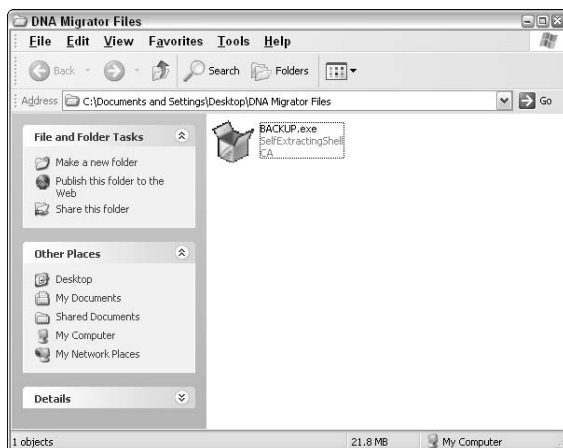 DNA Migrator Files
File Edit View Favorites Tools Help
Back Search Folders
Address C:\Documents and Settings\Desktop\DNA Migrator Files Go
File and Folder Tasks
Make a new folder
Publish this folder to the
Web
Share this folder
Other Places
Desktop
My Documents
Shared Documents
My Computer
My Network Places
Details
BACKUP.exe
SelfExtractingShell
CA
1 objects 21.8 MB My Computer